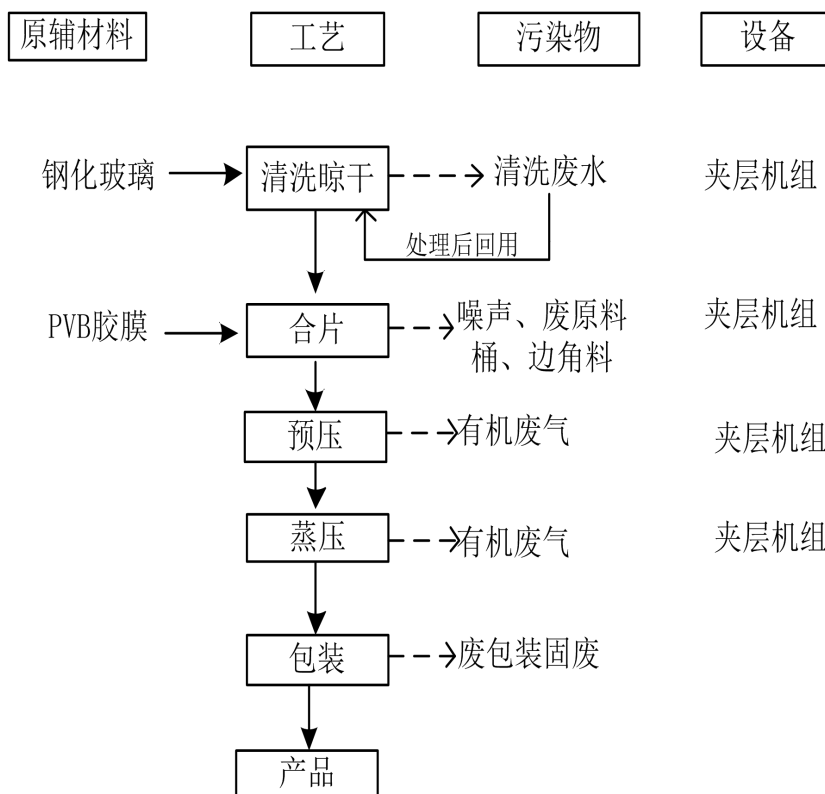 原辅材料
工艺
污染物
设备
钢化玻璃
清洗晾干
清洗废水
夹层机组
处理后回用
PVB胶膜
合片
噪声、废原料
桶、边角料
夹层机组
预压
有机废气
夹层机组
蒸压
有机废气
夹层机组
包装
废包装固废
产品